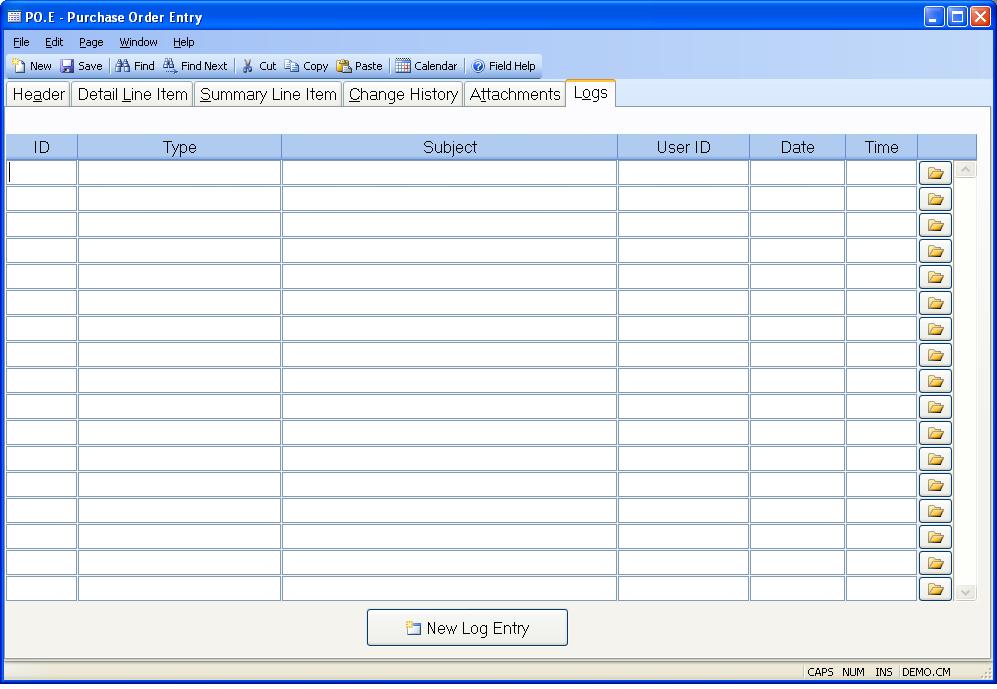 PO.E - Purchase Order Entry
File Edit Page Window Help
New Save Find Find Next Cut Copy Paste Calendar Field Help
Header Detail Line Item Summary Line Item Change History Attachments Logs
ID Type Subject User ID Date Time
New Log Entry
CAPS NUM INS DEMO.CM